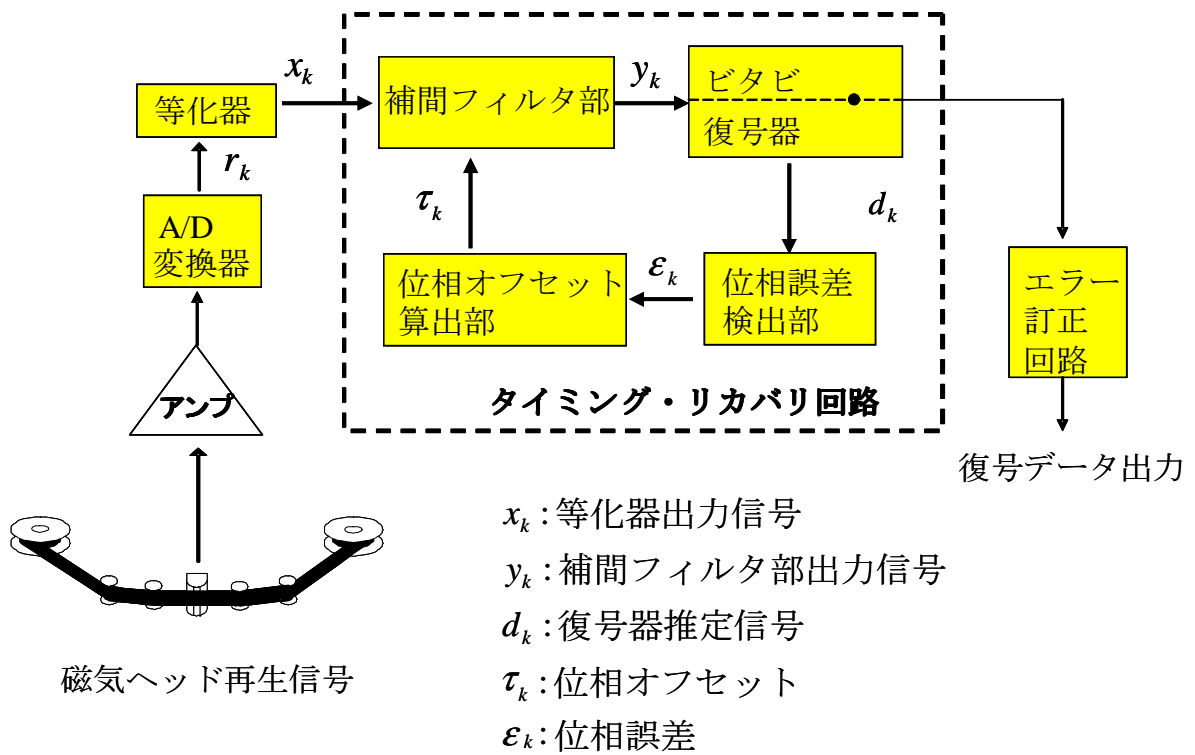 x_k
等化器
r_k
A/D
変換器
アンプ
磁気ヘッド再生信号
補間フィルタ部
y_k
ビタビ
復号器
τ_k
d_k
位相オフセット
算出部
ε_k
位相誤差
検出部
タイミング・リカバリ回路
エラー
訂正
回路
復号データ出力
x_k:等化器出力信号
y_k:補間フィルタ部出力信号
d_k:復号器推定信号
τ_k:位相オフセット
ε_k:位相誤差